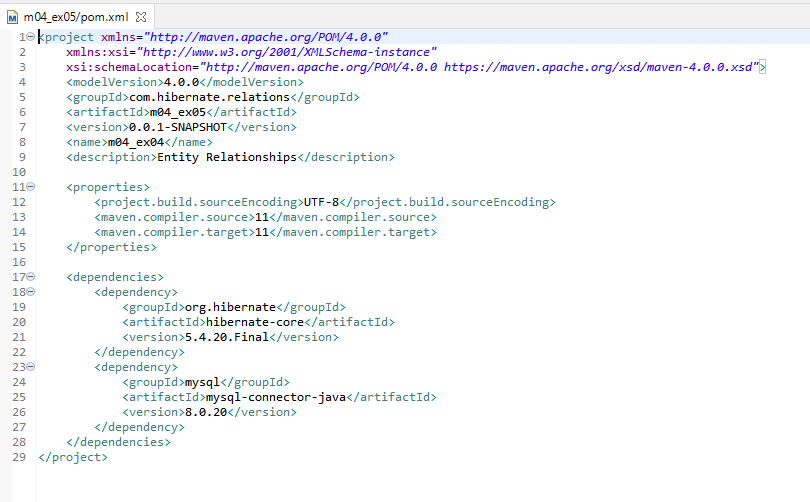 m04_ex05/pom.xml
1 <project xmlns="http://maven.apache.org/POM/4.0.0"
2 xmlns:xsi="http://www.w3.org/2001/XMLSchema-instance"
3 xsi:schemaLocation="http://maven.apache.org/POM/4.0.0 https://maven.apache.org/xsd/maven-4.0.0.xsd">
4 <modelVersion>4.0.0</modelVersion>
5 <groupId>com.hibernate.relations</groupId>
6 <artifactId>m04_ex05</artifactId>
7 <version>0.0.1-SNAPSHOT</version>
8 <name>m04_ex04</name>
9 <description>Entity Relationships</description>
10
11 <properties>
12 <project.build.sourceEncoding>UTF-8</project.build.sourceEncoding>
13 <maven.compiler.source>11</maven.compiler.source>
14 <maven.compiler.target>11</maven.compiler.target>
15 </properties>
16
17 <dependencies>
18 <dependency>
19 <groupId>org.hibernate</groupId>
20 <artifactId>hibernate-core</artifactId>
21 <version>5.4.20.Final</version>
22 </dependency>
23 <dependency>
24 <groupId>mysql</groupId>
25 <artifactId>mysql-connector-java</artifactId>
26 <version>8.0.20</version>
27 </dependency>
28 </dependencies>
29 </project>